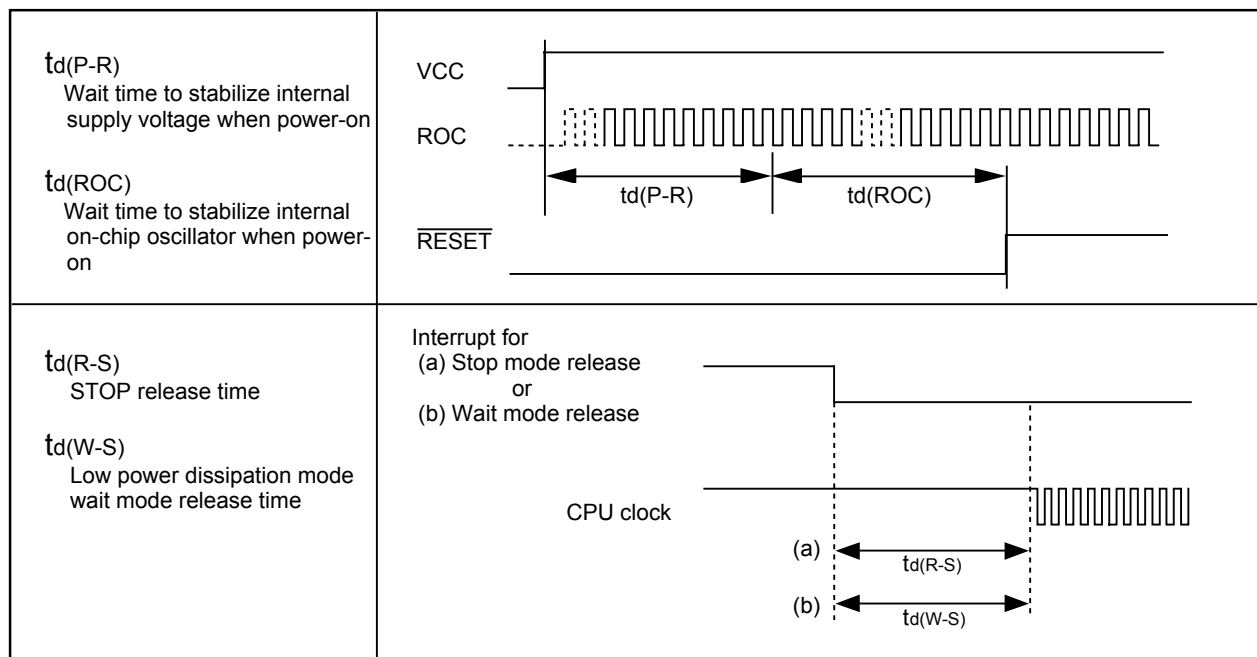 td(P-R)
Wait time to stabilize internal
supply voltage when power-on
td(ROC)
Wait time to stabilize internal
on-chip oscillator when power-
on
VCC
ROC
td(P-R)
td(ROC)
RESET
td(R-S)
STOP release time
td(W-S)
Low power dissipation mode
wait mode release time
Interrupt for
(a) Stop mode release
or
(b) Wait mode release
CPU clock
(a)
td(R-S)
(b)
td(W-S)